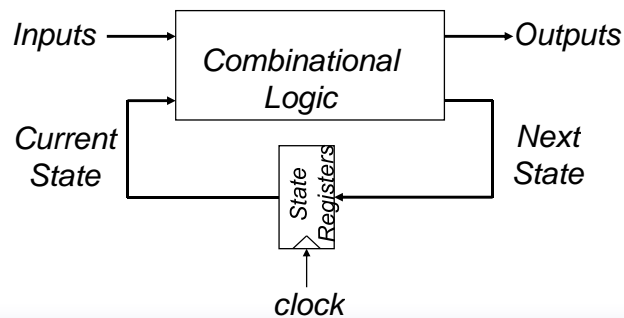 Inputs
Outputs
Combinational
Logic
Current
State
Next
State
State
Registers
clock